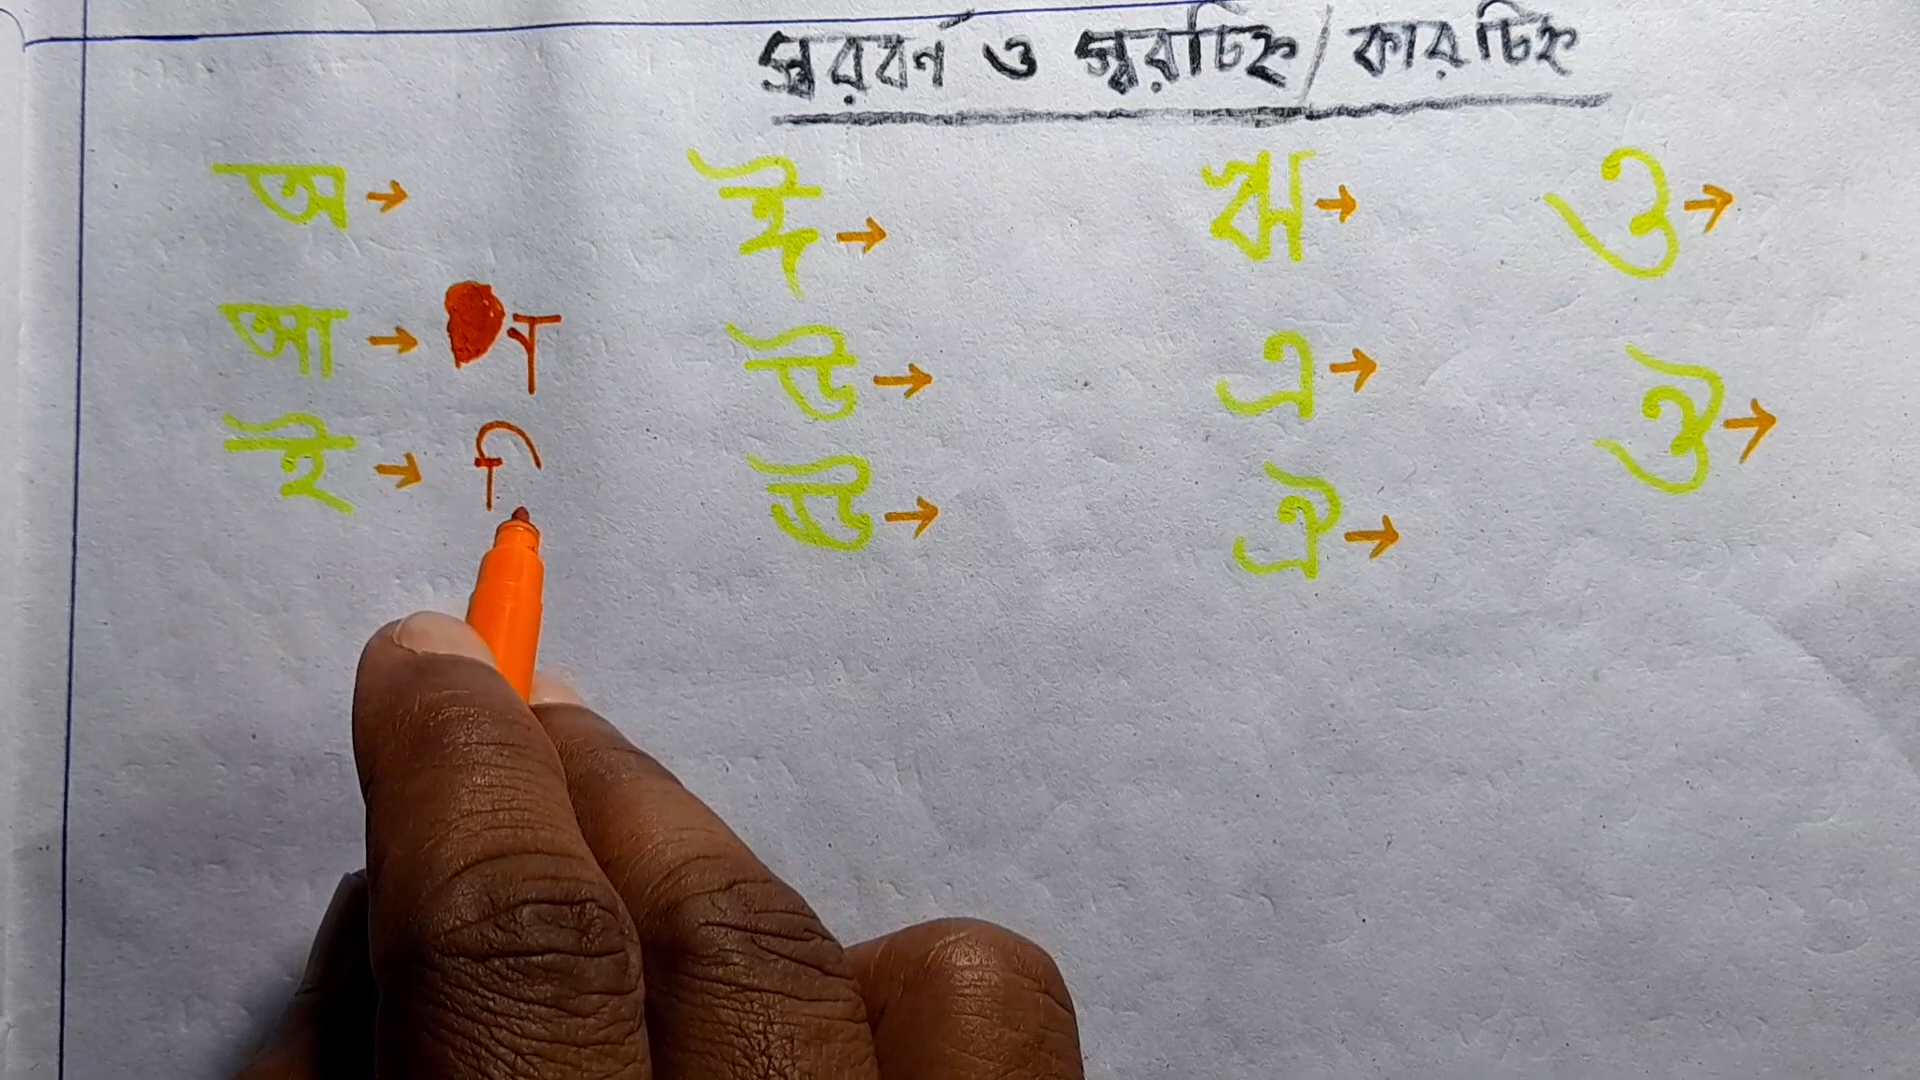 স্বরবর্ণ ও স্বরচিহ্ন/কারচিহ্ন
অ →
আ → া
ই → ি
ঈ →
উ →
ঊ →
ঋ →
এ →
ঐ →
ও →
ঔ →